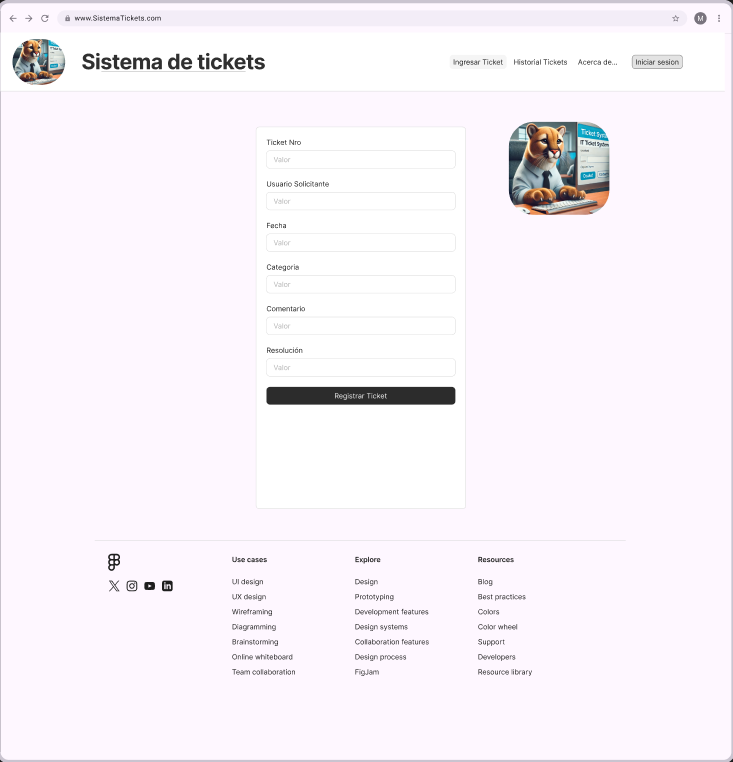 www.SistemaTickets.com
M
Sistema de tickets
Ingresar Ticket
Historial Tickets
Acerca de...
Iniciar sesion
Ticket Nro
Valor
Usuario Solicitante
Valor
Fecha
Valor
Categoria
Valor
Comentario
Valor
Resolución
Valor
Registrar Ticket
IT Ticket System
Use cases
UI design
UX design
Wireframing
Diagramming
Brainstorming
Online whiteboard
Team collaboration
Explore
Design
Prototyping
Development features
Design systems
Collaboration features
Design process
FigJam
Resources
Blog
Best practices
Colors
Color wheel
Support
Developers
Resource library